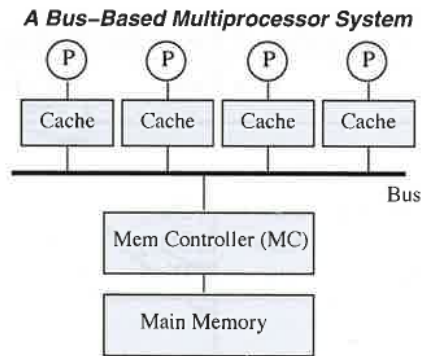 A Bus-Based Multiprocessor System
P P P P
Cache Cache Cache Cache
Bus
Mem Controller (MC)
Main Memory